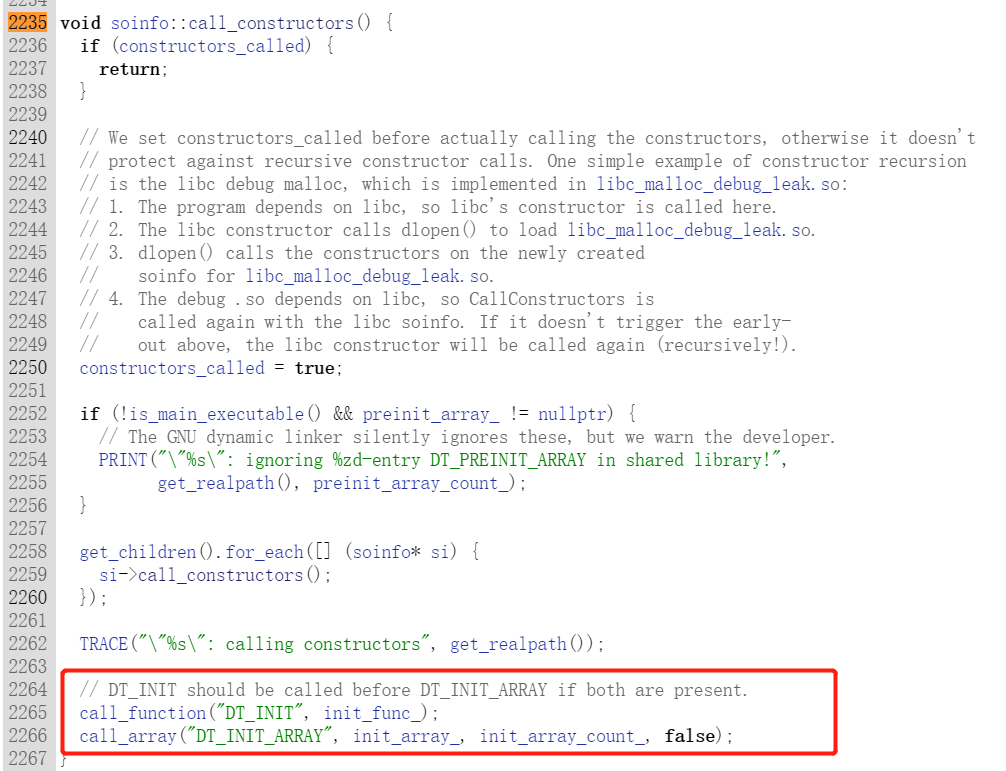 2234
2235 void soinfo::call_constructors() {
2236   if (constructors_called) {
2237     return;
2238   }
2239
2240   // We set constructors_called before actually calling the constructors, otherwise it doesn't
2241   // protect against recursive constructor calls. One simple example of constructor recursion
2242   // is the libc debug malloc, which is implemented in libc_malloc_debug_leak.so:
2243   // 1. The program depends on libc, so libc's constructor is called here.
2244   // 2. The libc constructor calls dlopen() to load libc_malloc_debug_leak.so.
2245   // 3. dlopen() calls the constructors on the newly created
2246   //    soinfo for libc_malloc_debug_leak.so.
2247   // 4. The debug .so depends on libc, so CallConstructors is
2248   //    called again with the libc soinfo. If it doesn't trigger the early-
2249   //    out above, the libc constructor will be called again (recursively!).
2250   constructors_called = true;
2251
2252   if (!is_main_executable() && preinit_array_ != nullptr) {
2253     // The GNU dynamic linker silently ignores these, but we warn the developer.
2254     PRINT("\"%s\": ignoring %zd-entry DT_PREINIT_ARRAY in shared library!",
2255           get_realpath(), preinit_array_count_);
2256   }
2257
2258   get_children().for_each([] (soinfo* si) {
2259     si->call_constructors();
2260   });
2261
2262   TRACE("\"%s\": calling constructors", get_realpath());
2263
2264   // DT_INIT should be called before DT_INIT_ARRAY if both are present.
2265   call_function("DT_INIT", init_func_);
2266   call_array("DT_INIT_ARRAY", init_array_, init_array_count_, false);
2267 }